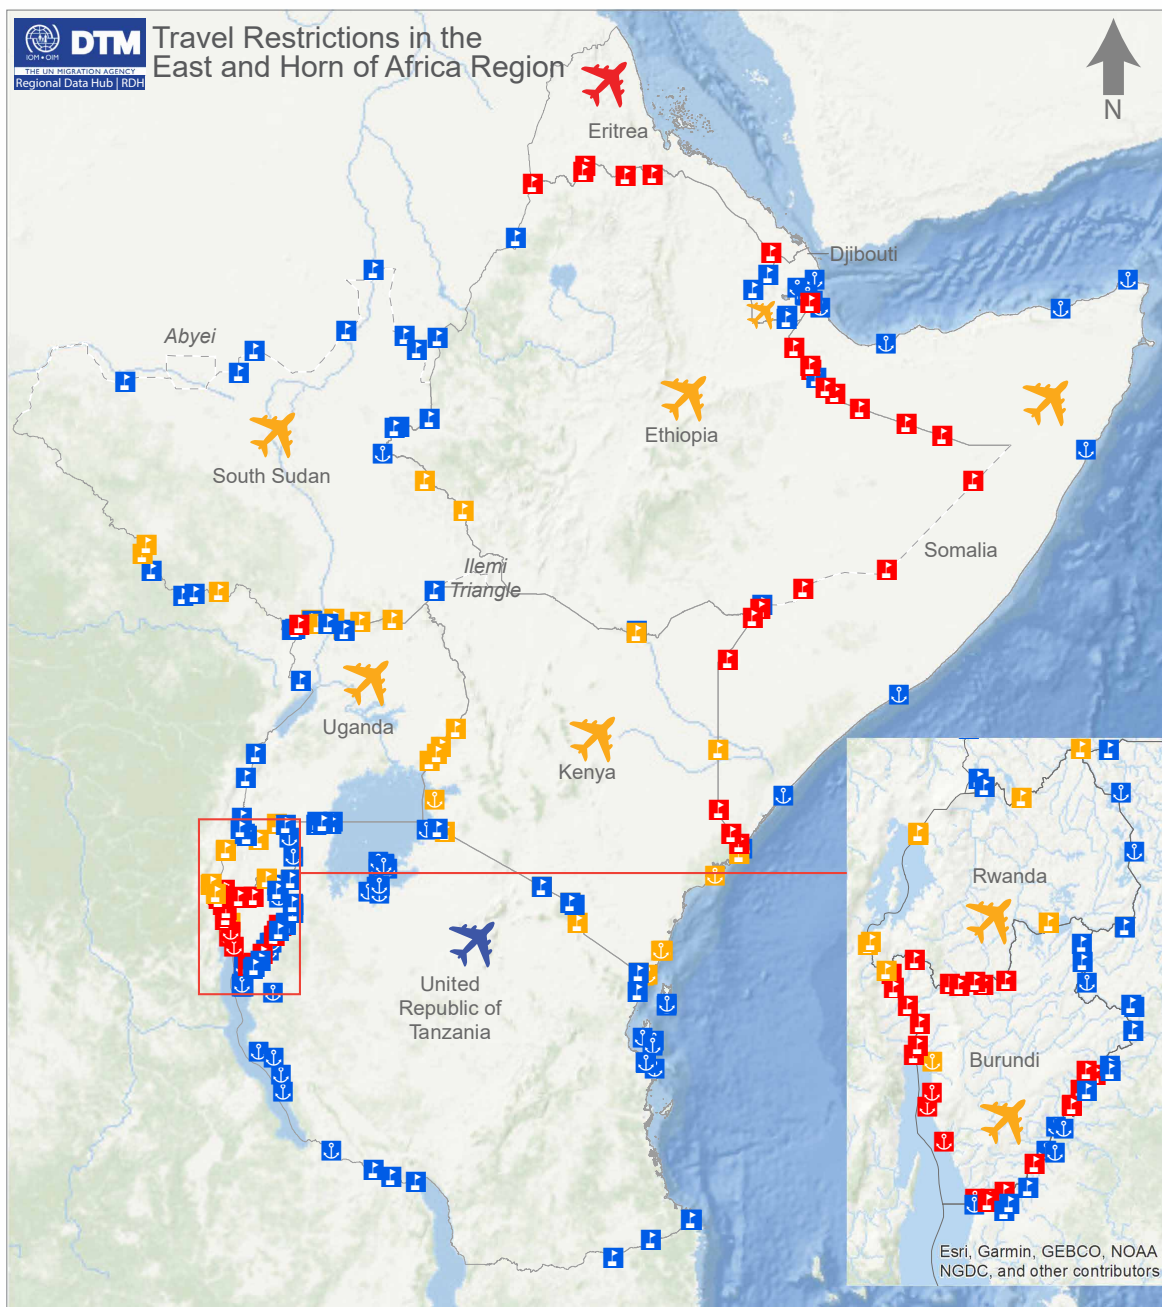 IOM • OIM
DTM
THE UN MIGRATION AGENCY
Regional Data Hub | RDH
Travel Restrictions in the
East and Horn of Africa Region
N
Eritrea
Djibouti
Abyei
Ethiopia
South Sudan
Somalia
Ilemi
Triangle
Uganda
Kenya
Rwanda
United
Republic of
Tanzania
Burundi
Esri, Garmin, GEBCO, NOAA
NGDC, and other contributors